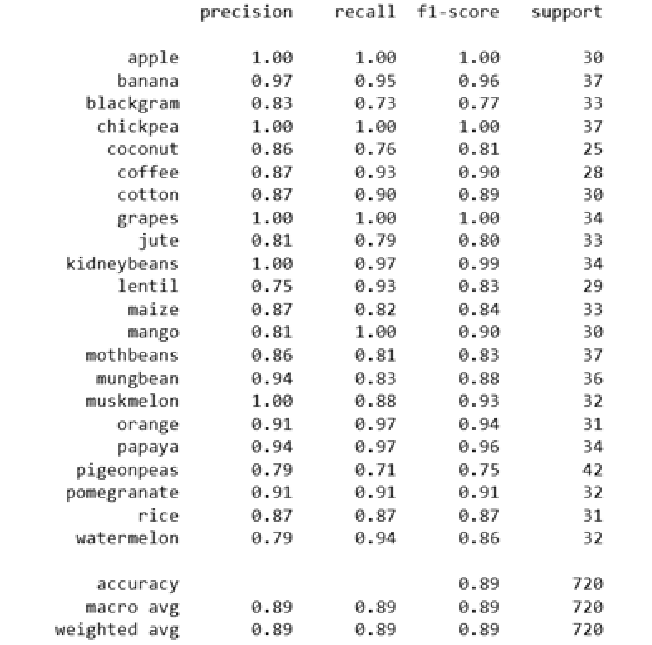 precision recall f1-score support
apple 1.00 1.00 1.00 30
banana 0.97 0.95 0.96 37
blackgram 0.83 0.73 0.77 33
chickpea 1.00 1.00 1.00 37
coconut 0.86 0.76 0.81 25
coffee 0.87 0.93 0.90 28
cotton 0.87 0.90 0.89 30
grapes 1.00 1.00 1.00 34
jute 0.81 0.79 0.80 33
kidneybeans 1.00 0.97 0.99 34
lentil 0.75 0.93 0.83 29
maize 0.87 0.82 0.84 33
mango 0.81 1.00 0.90 30
mothbeans 0.86 0.81 0.83 37
mungbean 0.94 0.83 0.88 36
muskmelon 1.00 0.88 0.93 32
orange 0.91 0.97 0.94 31
papaya 0.94 0.97 0.96 34
pigeonpeas 0.79 0.71 0.75 42
pomegranate 0.91 0.91 0.91 32
rice 0.87 0.87 0.87 31
watermelon 0.79 0.94 0.86 32
accuracy 0.89 720
macro avg 0.89 0.89 0.89 720
weighted avg 0.89 0.89 0.89 720